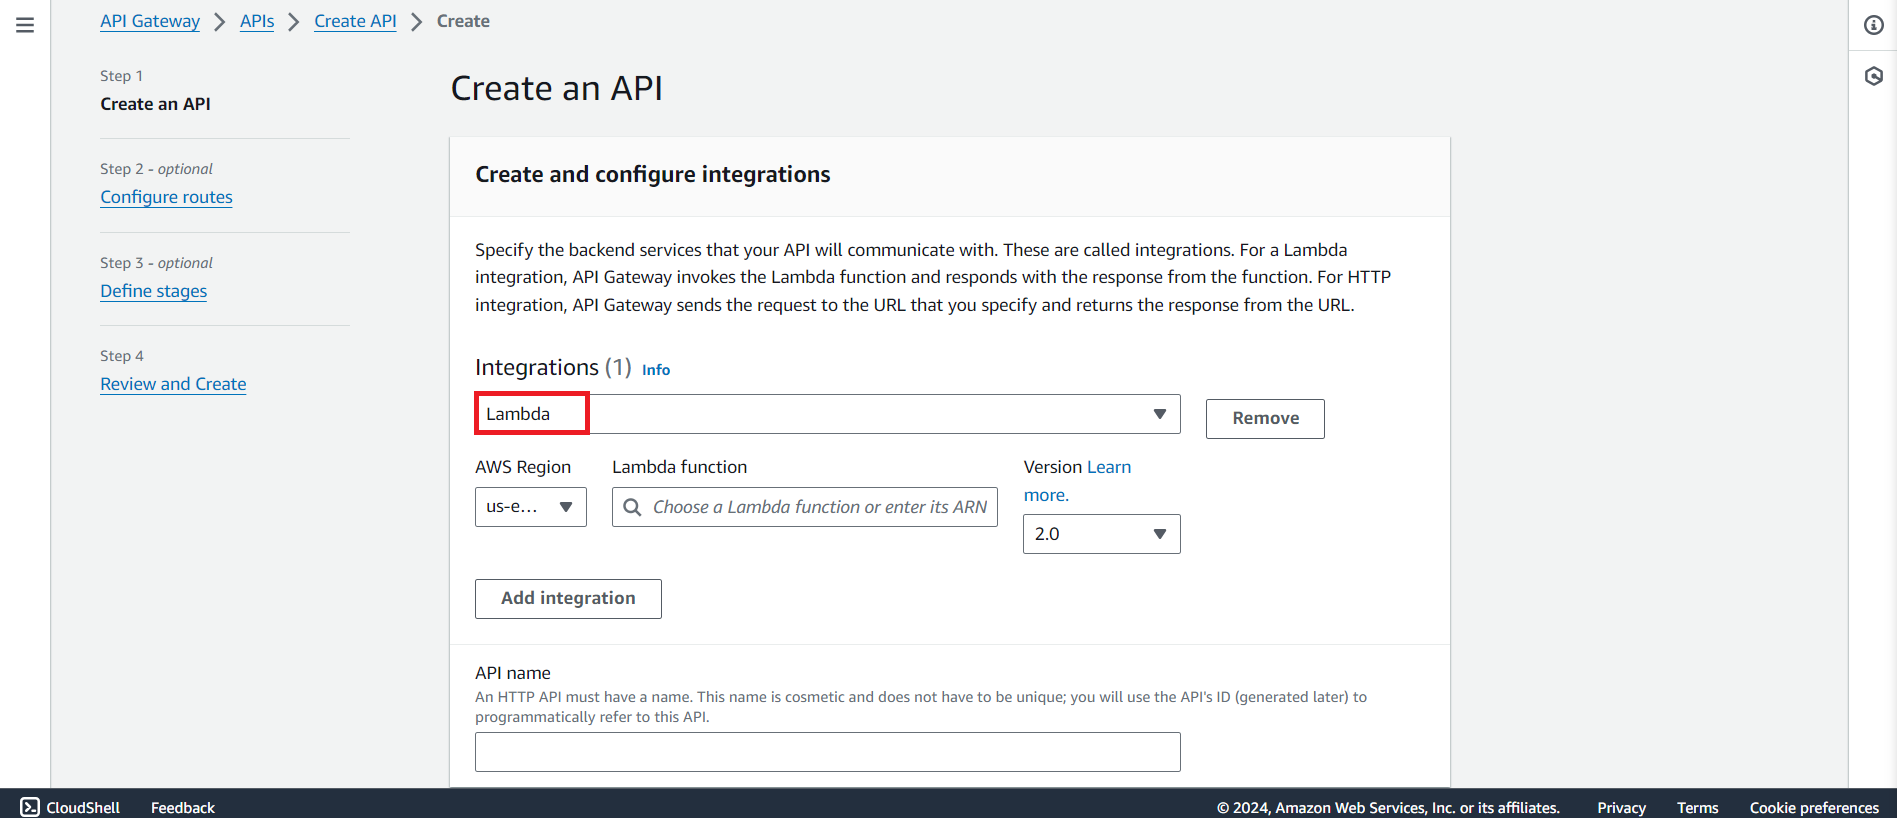 API Gateway
APIs
Create API
Create
Step 1
Create an API
Step 2 - optional
Configure routes
Step 3 - optional
Define stages
Step 4
Review and Create
Create an API
Create and configure integrations
Specify the backend services that your API will communicate with. These are called integrations. For a Lambda
integration, API Gateway invokes the Lambda function and responds with the response from the function. For HTTP
integration, API Gateway sends the request to the URL that you specify and returns the response from the URL.
Integrations (1) Info
Lambda
Remove
AWS Region
us-e...
Lambda function
Choose a Lambda function or enter its ARN
Version Learn
more.
2.0
Add integration
API name
An HTTP API must have a name. This name is cosmetic and does not have to be unique; you will use the API's ID (generated later) to
programmatically refer to this API.
CloudShell
Feedback
© 2024, Amazon Web Services, Inc. or its affiliates.
Privacy
Terms
Cookie preferences